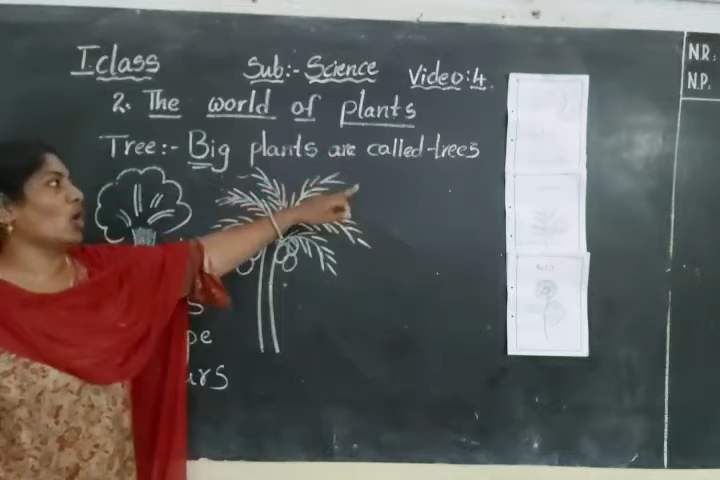 I.class Sub:- Science Video:4.
2. The world of plants
Tree:- Big plants are called trees
N.R:
N.P.